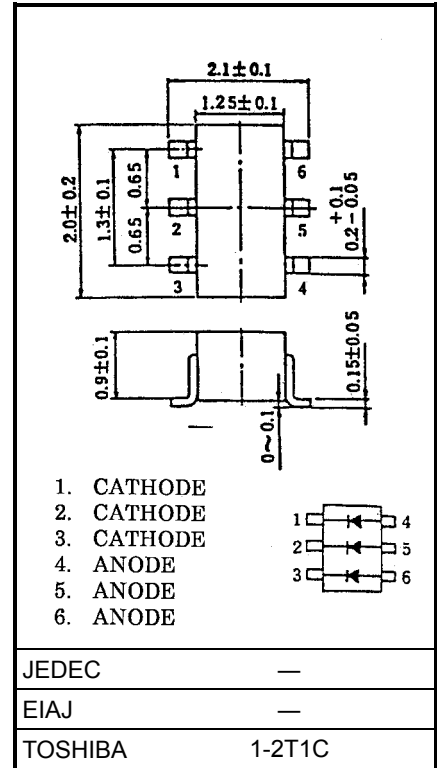 2.1±0.1
1.25±0.1
1 6
2.0±0.2
1.3±0.1
0.65
0.65
2 5
3 4
+0.1
0.2-0.05
0.9±0.1
0.15±0.05
0~0.1
1. CATHODE
2. CATHODE
3. CATHODE
4. ANODE
5. ANODE
6. ANODE
1 4
2 5
3 6
JEDEC —
EIAJ —
TOSHIBA 1-2T1C